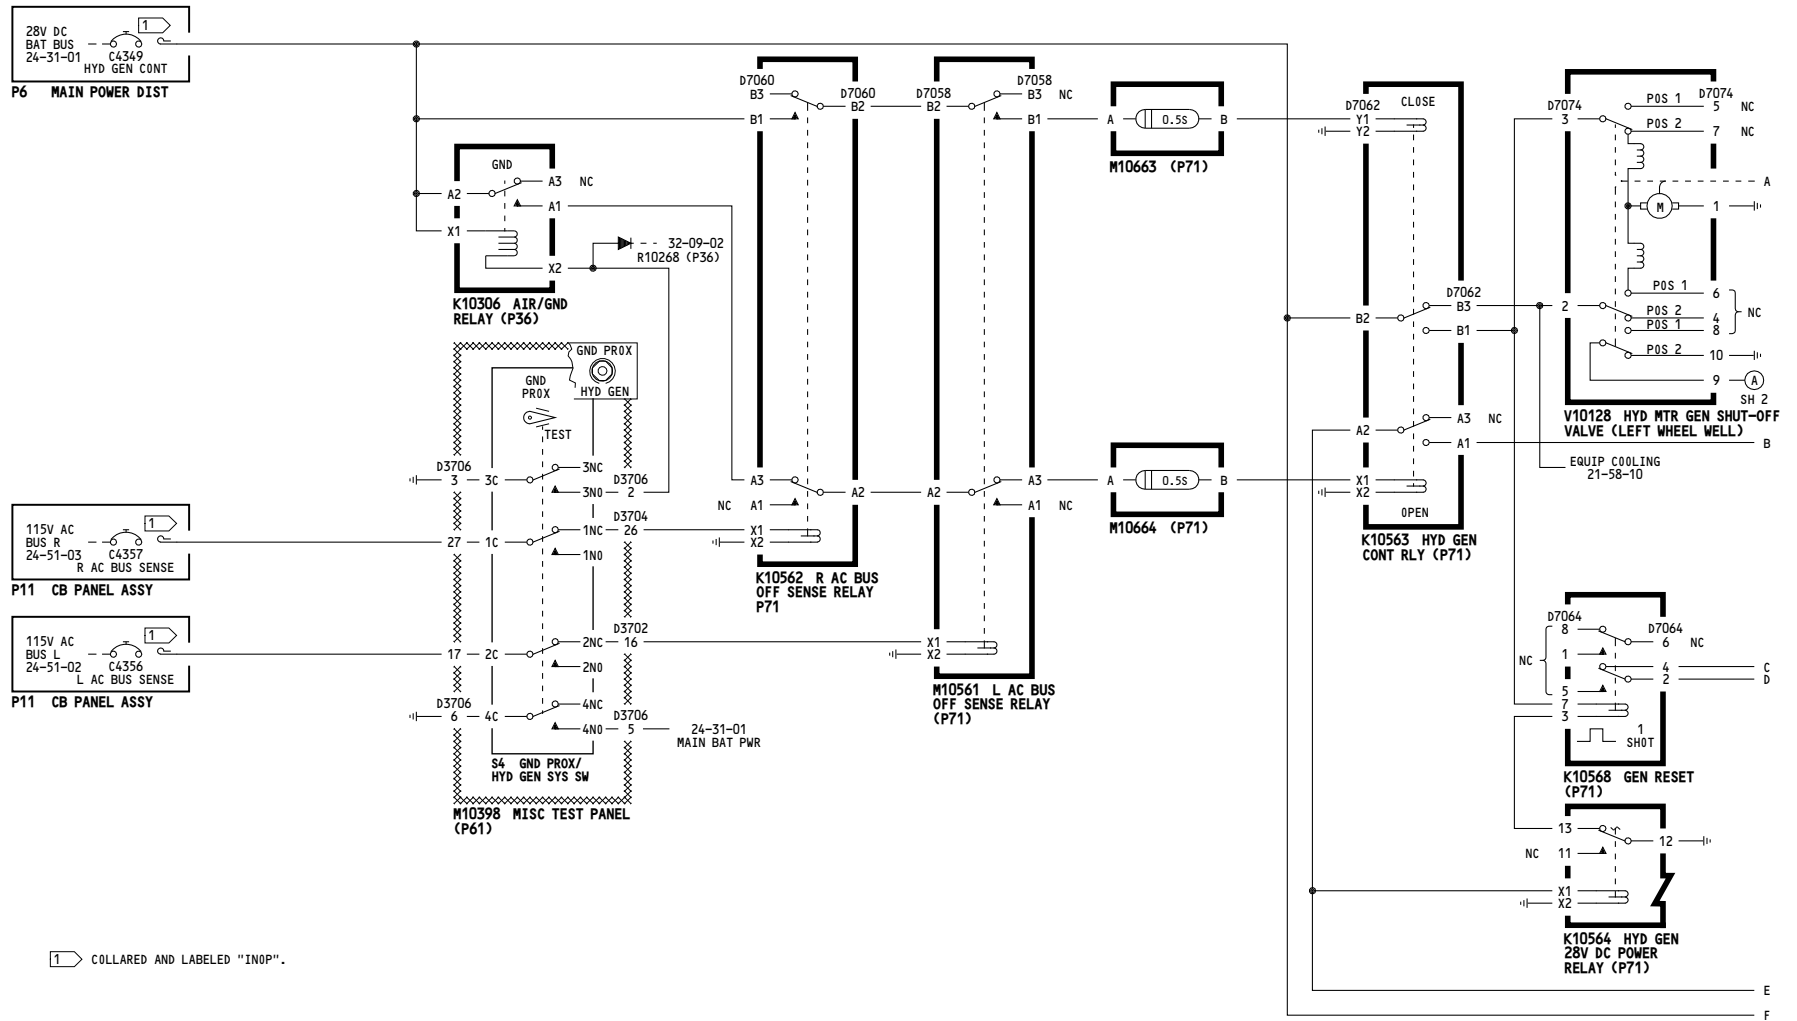 28V DC
BAT BUS
24-31-01
1
C4349
HYD GEN CONT
P6 MAIN POWER DIST
GND
A2
A3 NC
A1
X1
X2
K10306 AIR/GND
RELAY (P36)
32-09-02
R10268 (P36)
GND PROX
HYD GEN
GND
PROX
TEST
D3706
3 3C
3NC
3NO
D3706
2
115V AC
BUS R
24-51-03
1
C4357
R AC BUS SENSE
P11 CB PANEL ASSY
27 1C
1NC
1NO
D3704
26
115V AC
BUS L
24-51-02
1
C4356
L AC BUS SENSE
P11 CB PANEL ASSY
17 2C
2NC
2NO
D3702
16
D3706
6 4C
4NC
4NO
D3706
5
24-31-01
MAIN BAT PWR
S4 GND PROX/
HYD GEN SYS SW
M10398 MISC TEST PANEL
(P61)
D7060
B3
B1
D7060
B2
A3
NC A1
A2
X1
X2
K10562 R AC BUS
OFF SENSE RELAY
P71
D7058
B2
D7058
B3 NC
B1
A2
A3
A1 NC
X1
X2
M10561 L AC BUS
OFF SENSE RELAY
(P71)
A 0.5S B
M10663 (P71)
A 0.5S B
M10664 (P71)
D7062
CLOSE
Y1
Y2
B2
D7062
B3
B1
A2
A3 NC
A1
X1
X2
OPEN
K10563 HYD GEN
CONT RLY (P71)
D7074
3
POS 1
D7074
5 NC
POS 2
7 NC
A
M
1
2
POS 1
6
POS 2
4
NC
POS 1
8
POS 2
10
9 A
SH 2
V10128 HYD MTR GEN SHUT-OFF
VALVE (LEFT WHEEL WELL)
B
EQUIP COOLING
21-58-10
D7064
8
D7064
6 NC
NC
1
4 C
2 D
5
7
3
1
SHOT
K10568 GEN RESET
(P71)
13
12
NC 11
X1
X2
K10564 HYD GEN
28V DC POWER
RELAY (P71)
E
F
1 COLLARED AND LABELED "INOP".